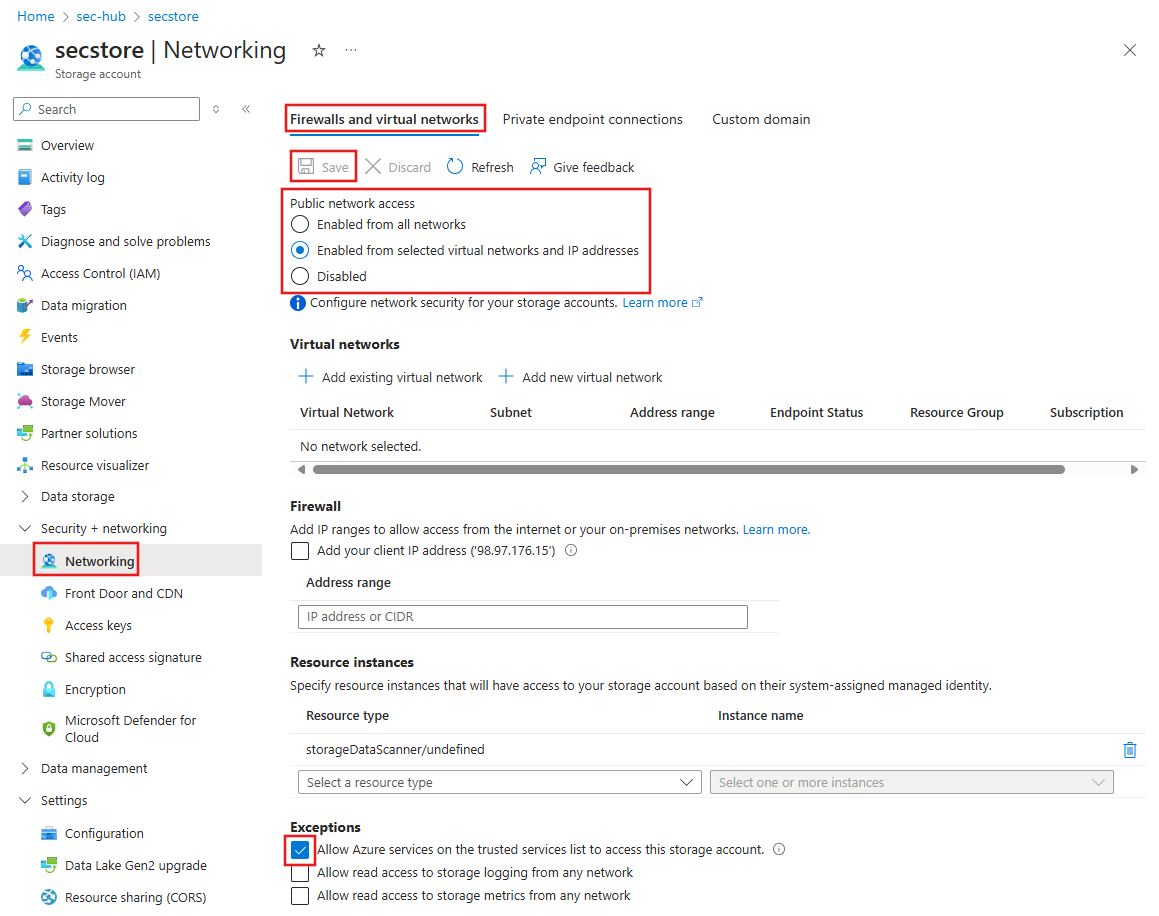 Home > sec-hub > secstore
secstore | Networking
Storage account
Search
Overview
Activity log
Tags
Diagnose and solve problems
Access Control (IAM)
Data migration
Events
Storage browser
Storage Mover
Partner solutions
Resource visualizer
Data storage
Security + networking
Networking
Front Door and CDN
Access keys
Shared access signature
Encryption
Microsoft Defender for
Cloud
Data management
Settings
Configuration
Data Lake Gen2 upgrade
Resource sharing (CORS)
Firewalls and virtual networks Private endpoint connections Custom domain
Save Discard Refresh Give feedback
Public network access
Enabled from all networks
Enabled from selected virtual networks and IP addresses
Disabled
Configure network security for your storage accounts. Learn more
Virtual networks
Add existing virtual network Add new virtual network
Virtual Network Subnet Address range Endpoint Status Resource Group Subscription
No network selected.
Firewall
Add IP ranges to allow access from the internet or your on-premises networks. Learn more.
Add your client IP address ('98.97.176.15')
Address range
IP address or CIDR
Resource instances
Specify resource instances that will have access to your storage account based on their system-assigned managed identity.
Resource type Instance name
storageDataScanner/undefined
Select a resource type Select one or more instances
Exceptions
Allow Azure services on the trusted services list to access this storage account.
Allow read access to storage logging from any network
Allow read access to storage metrics from any network